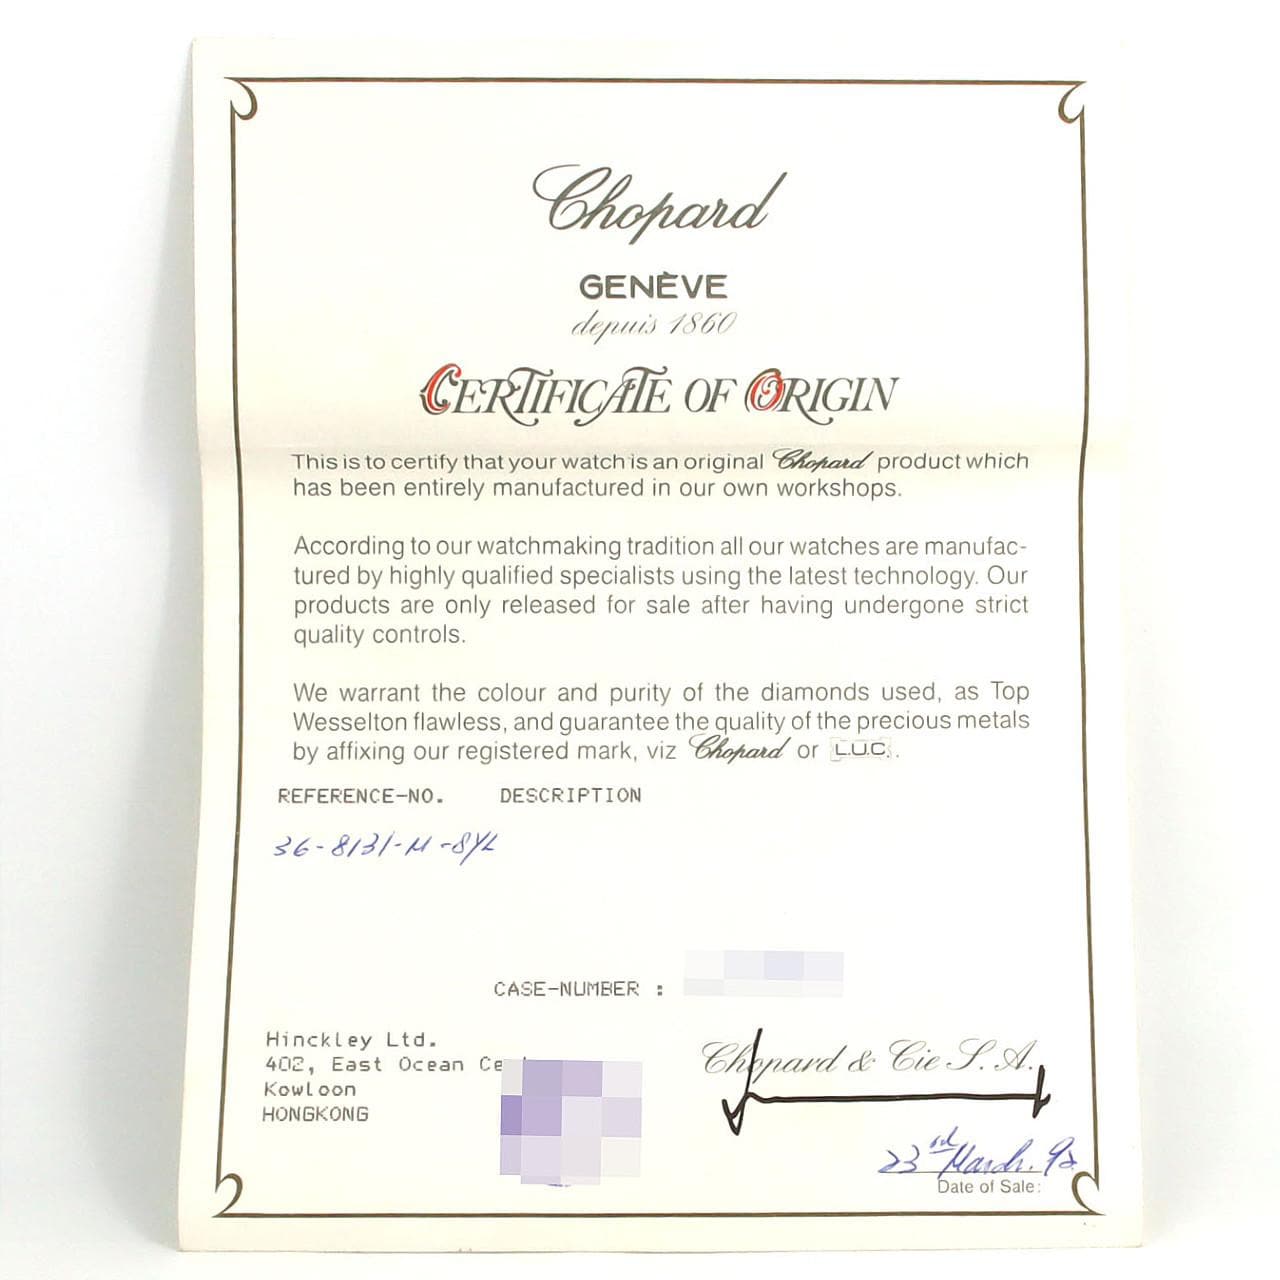 Chopard
GENÈVE
depuis 1860
CERTIFICATE OF ORIGIN
This is to certify that your watch is an original Chopard product which
has been entirely manufactured in our own workshops.
According to our watchmaking tradition all our watches are manufac-
tured by highly qualified specialists using the latest technology. Our
products are only released for sale after having undergone strict
quality controls.
We warrant the colour and purity of the diamonds used, as Top
Wesselton flawless, and guarantee the quality of the precious metals
by affixing our registered mark, viz Chopard or L.U.C..
REFERENCE-NO. DESCRIPTION
36-8131-M-8YL
CASE-NUMBER :
Hinckley Ltd.
402, East Ocean
Kowloon
HONGKONG
Chopard & Cie S.A.
23rd March. 92
Date of Sale: